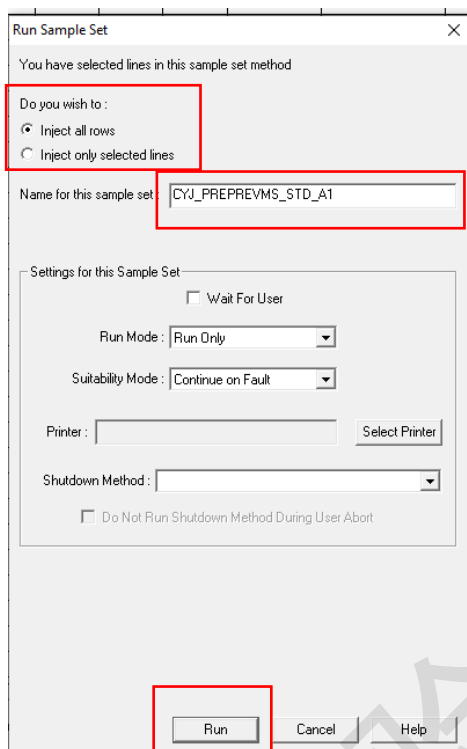 Run Sample Set
You have selected lines in this sample set method
Do you wish to :
Inject all rows
Inject only selected lines
Name for this sample set : CYJ_PREPREVMS_STD_A1
Settings for this Sample Set
Wait For User
Run Mode : Run Only
Suitability Mode : Continue on Fault
Printer : Select Printer
Shutdown Method :
Do Not Run Shutdown Method During User Abort
Run Cancel Help